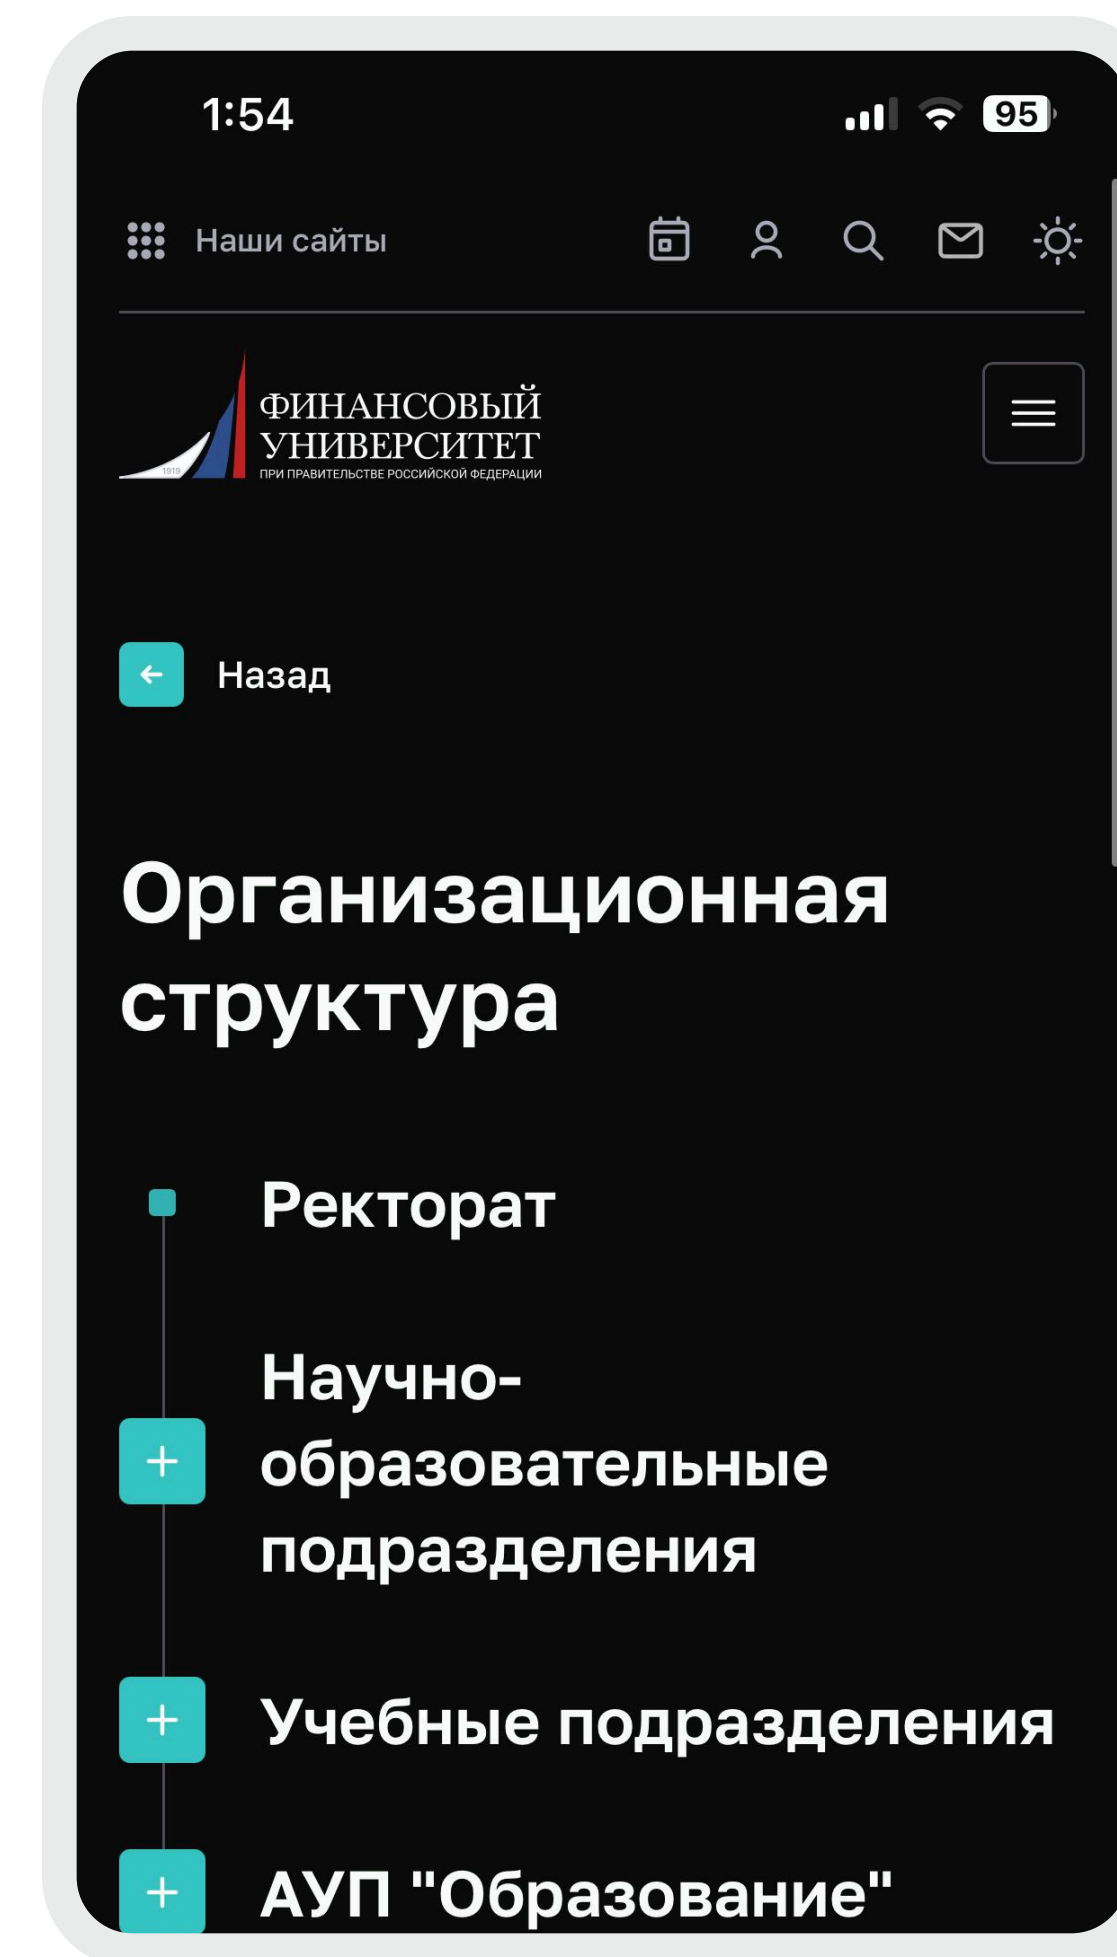 1:54
95
Наши сайты
1919
ФИНАНСОВЫЙ
УНИВЕРСИТЕТ
ПРИ ПРАВИТЕЛЬСТВЕ РОССИЙСКОЙ ФЕДЕРАЦИИ
Назад
Организационная
структура
Ректорат
Научно-
образовательные
подразделения
Учебные подразделения
АУП "Образование"